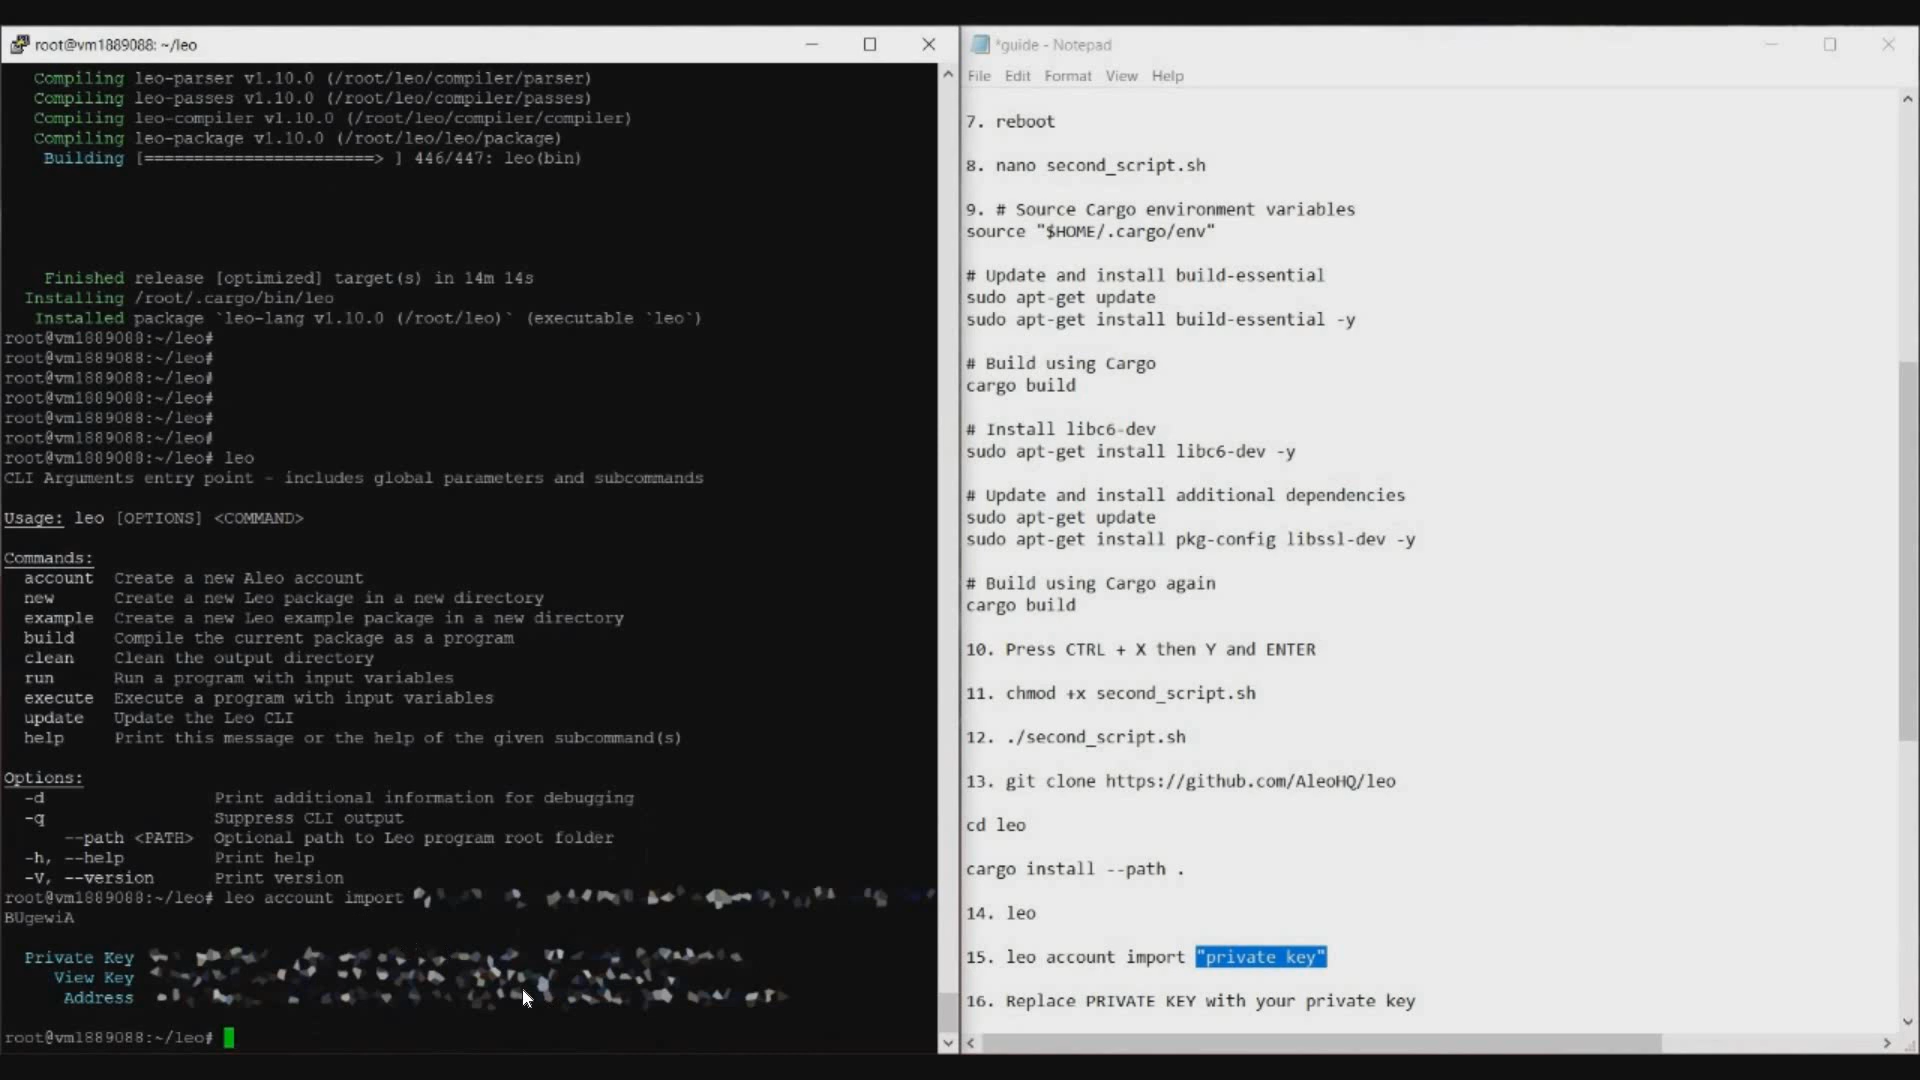 root@vm1889088: ~/leo
Compiling leo-parser v1.10.0 (/root/leo/compiler/parser)
Compiling leo-passes v1.10.0 (/root/leo/compiler/passes)
Compiling leo-compiler v1.10.0 (/root/leo/compiler/compiler)
Compiling leo-package v1.10.0 (/root/leo/leo/package)
Building [=======================> ] 446/447: leo(bin)
Finished release [optimized] target(s) in 14m 14s
Installing /root/.cargo/bin/leo
Installed package `leo-lang v1.10.0 (/root/leo)` (executable `leo`)
root@vm1889088:~/leo#
root@vm1889088:~/leo#
root@vm1889088:~/leo#
root@vm1889088:~/leo#
root@vm1889088:~/leo#
root@vm1889088:~/leo#
root@vm1889088:~/leo# leo
CLI Arguments entry point - includes global parameters and subcommands
Usage: leo [OPTIONS] <COMMAND>
Commands:
account Create a new Aleo account
new Create a new Leo package in a new directory
example Create a new Leo example package in a new directory
build Compile the current package as a program
clean Clean the output directory
run Run a program with input variables
execute Execute a program with input variables
update Update the Leo CLI
help Print this message or the help of the given subcommand(s)
Options:
-d Print additional information for debugging
-q Suppress CLI output
--path <PATH> Optional path to Leo program root folder
-h, --help Print help
-V, --version Print version
root@vm1889088:~/leo# leo account import
BUgewiA
Private Key
View Key
Address
root@vm1889088:~/leo#
*guide - Notepad
File Edit Format View Help
7. reboot
8. nano second_script.sh
9. # Source Cargo environment variables
source "$HOME/.cargo/env"
# Update and install build-essential
sudo apt-get update
sudo apt-get install build-essential -y
# Build using Cargo
cargo build
# Install libc6-dev
sudo apt-get install libc6-dev -y
# Update and install additional dependencies
sudo apt-get update
sudo apt-get install pkg-config libssl-dev -y
# Build using Cargo again
cargo build
10. Press CTRL + X then Y and ENTER
11. chmod +x second_script.sh
12. ./second_script.sh
13. git clone https://github.com/AleoHQ/leo
cd leo
cargo install --path .
14. leo
15. leo account import "private key"
16. Replace PRIVATE KEY with your private key